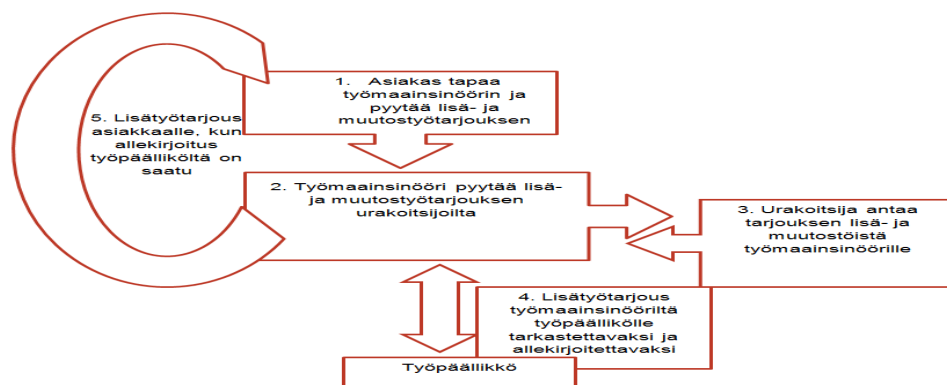 1. Asiakas tapaa
työmaainsinöörin ja
pyytää lisä- ja
muutostyötarjouksen
5. Lisätyötarjous
asiakkaalle, kun
allekirjoitus
työpäälliköltä on
saatu
2. Työmaainsinööri pyytää lisä-
ja muutostyötarjouksen
urakoitsijoilta
3. Urakoitsija antaa
tarjouksen lisä- ja
muutostöistä
työmaainsinöörille
4. Lisätyötarjous
työmaainsinööriltä
työpäällikölle
tarkastettavaksi ja
allekirjoitettavaksi
Työpäällikkö